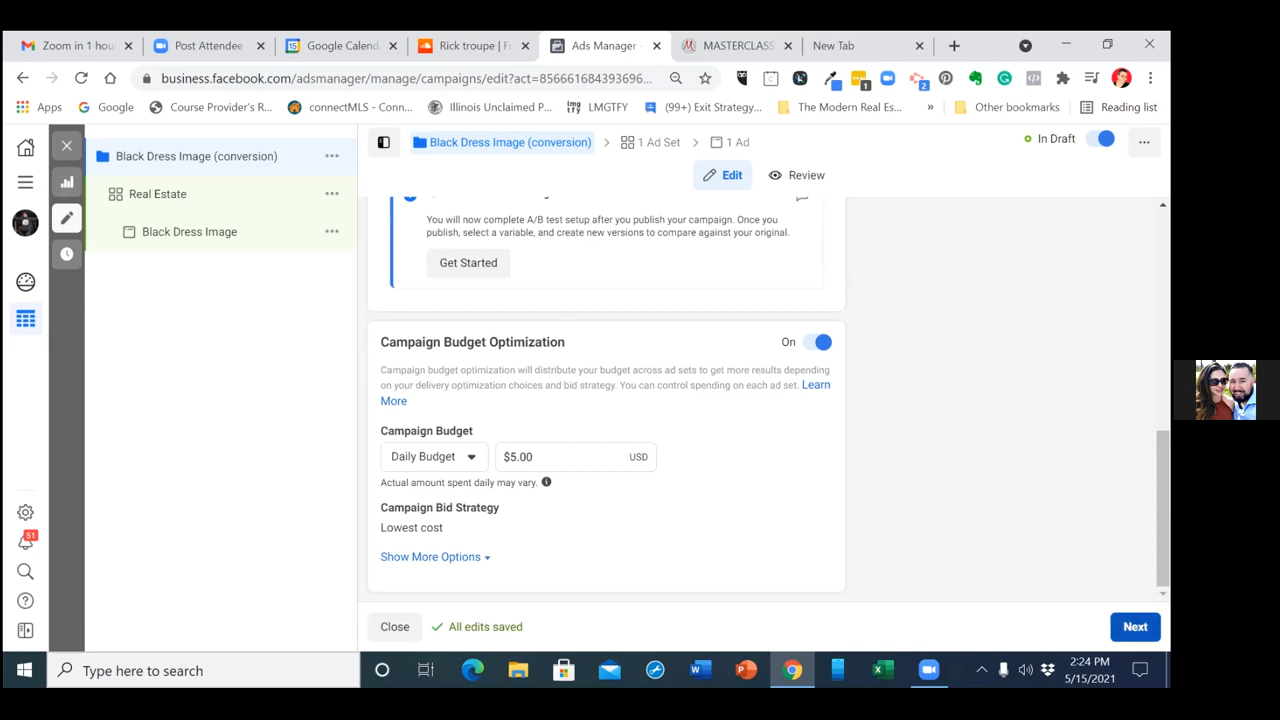 Zoom in 1 hou
Post Attendee
Google Calend
Rick troupe | F
Ads Manager
MASTERCLASS
New Tab
business.facebook.com/adsmanager/manage/campaigns/edit?act=856661684393696...
1
2
Apps
Google
Course Provider's R...
connectMLS - Conn...
Illinois Unclaimed P...
img
LMGTFY
(99+) Exit Strategy...
The Modern Real Es...
»
Other bookmarks
Reading list
Black Dress Image (conversion)
Real Estate
Black Dress Image
Black Dress Image (conversion)
1 Ad Set
1 Ad
In Draft
Edit
Review
You will now complete A/B test setup after you publish your campaign. Once you
publish, select a variable, and create new versions to compare against your original.
Get Started
Campaign Budget Optimization
On
Campaign budget optimization will distribute your budget across ad sets to get more results depending
on your delivery optimization choices and bid strategy. You can control spending on each ad set. Learn
More
Campaign Budget
Daily Budget
$5.00
USD
Actual amount spent daily may vary.
Campaign Bid Strategy
Lowest cost
Show More Options
51
Close
All edits saved
Next
Type here to search
2:24 PM
5/15/2021